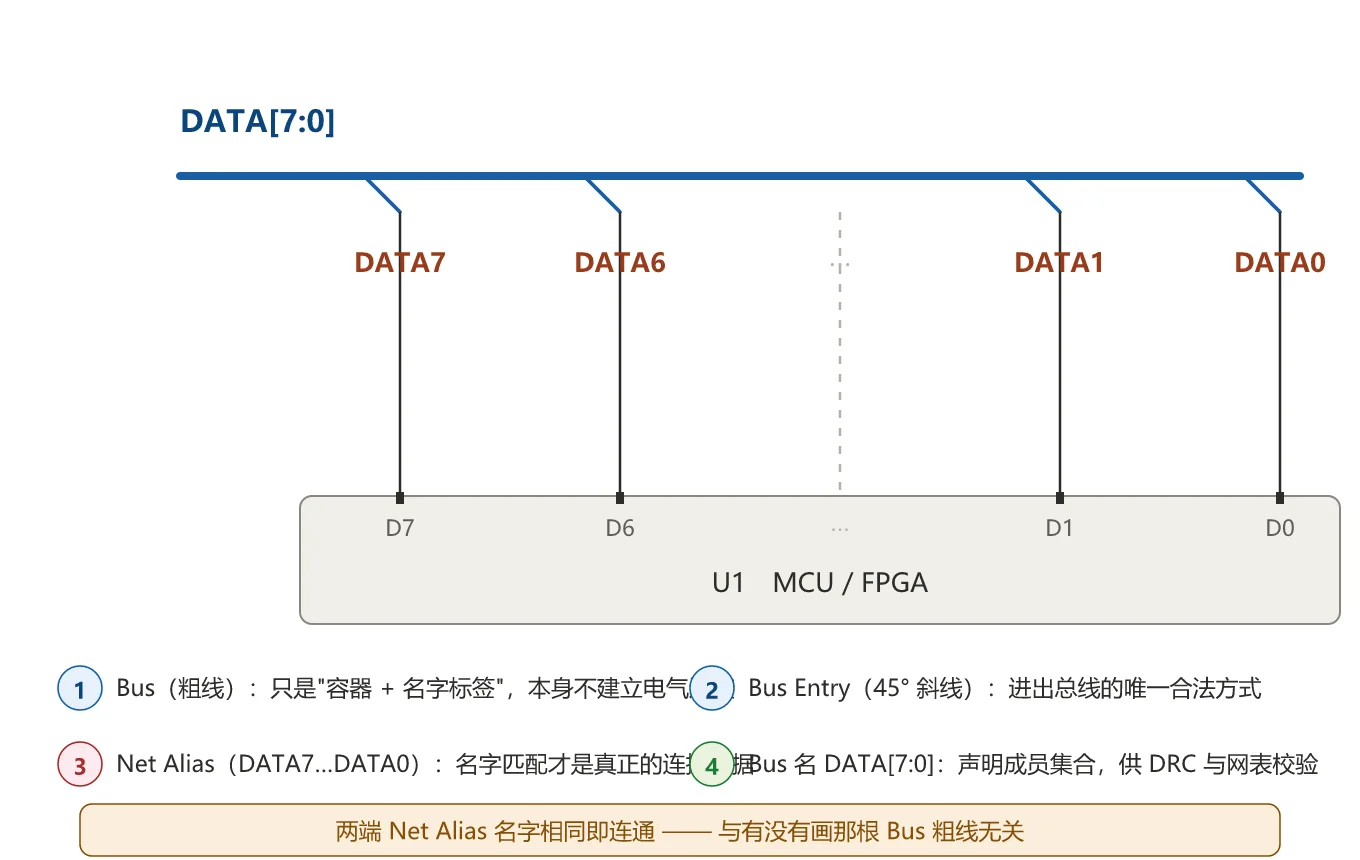 DATA[7:0]
DATA7 DATA6 ... DATA1 DATA0
D7 D6 ... D1 D0
U1 MCU / FPGA
1 Bus（粗线）：只是"容器 + 名字标签"，本身不建立电气
2 Bus Entry（45° 斜线）：进出总线的唯一合法方式
3 Net Alias（DATA7...DATA0）：名字匹配才是真正的连接据
4 Bus 名 DATA[7:0]：声明成员集合，供 DRC 与网表校验
两端 Net Alias 名字相同即连通 —— 与有没有画那根 Bus 粗线无关